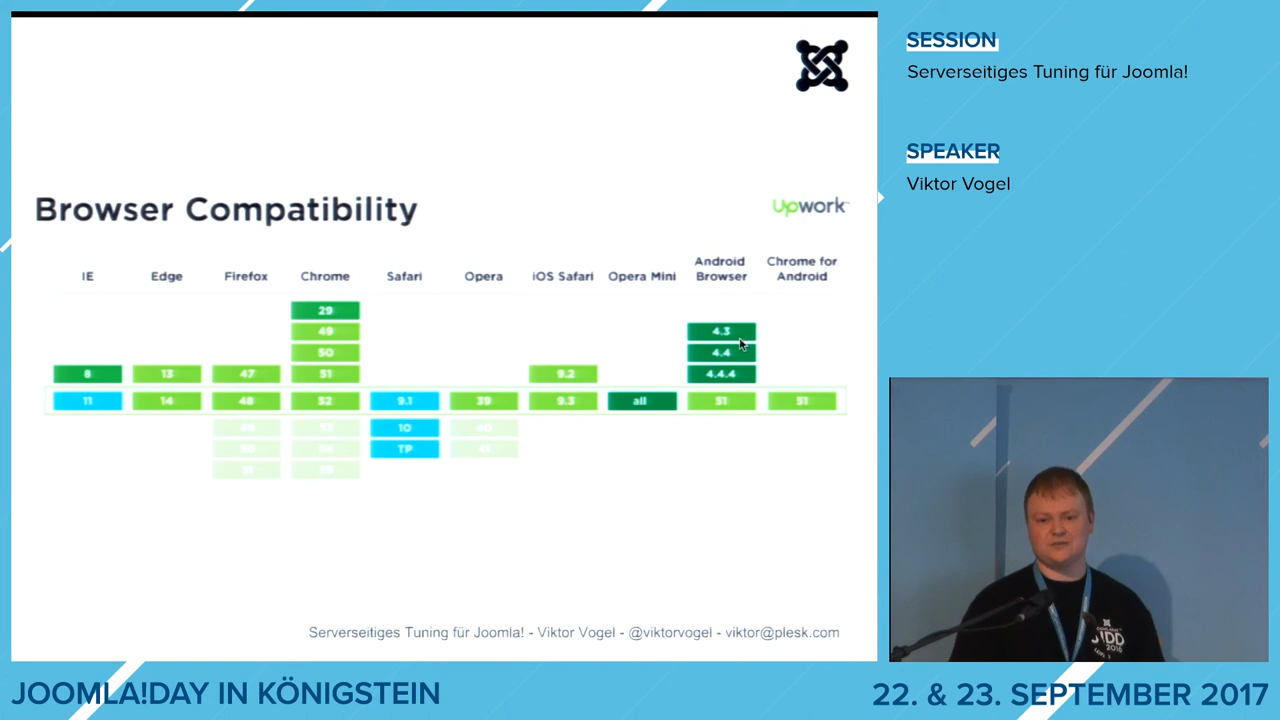 SESSION
Serverseitiges Tuning für Joomla!
SPEAKER
Viktor Vogel
Browser Compatibility
Upwork
IE Edge Firefox Chrome Safari Opera iOS Safari Opera Mini Android Browser Chrome for Android
29
49 4.3
50 4.4
8 13 47 51 9.2 4.4.4
11 14 48 52 9.1 39 9.3 all 51 51
10
TP
Serverseitiges Tuning für Joomla! - Viktor Vogel - @viktorvogel - viktor@plesk.com
JDD
2016
JOOMLA!DAY IN KÖNIGSTEIN
22. & 23. SEPTEMBER 2017